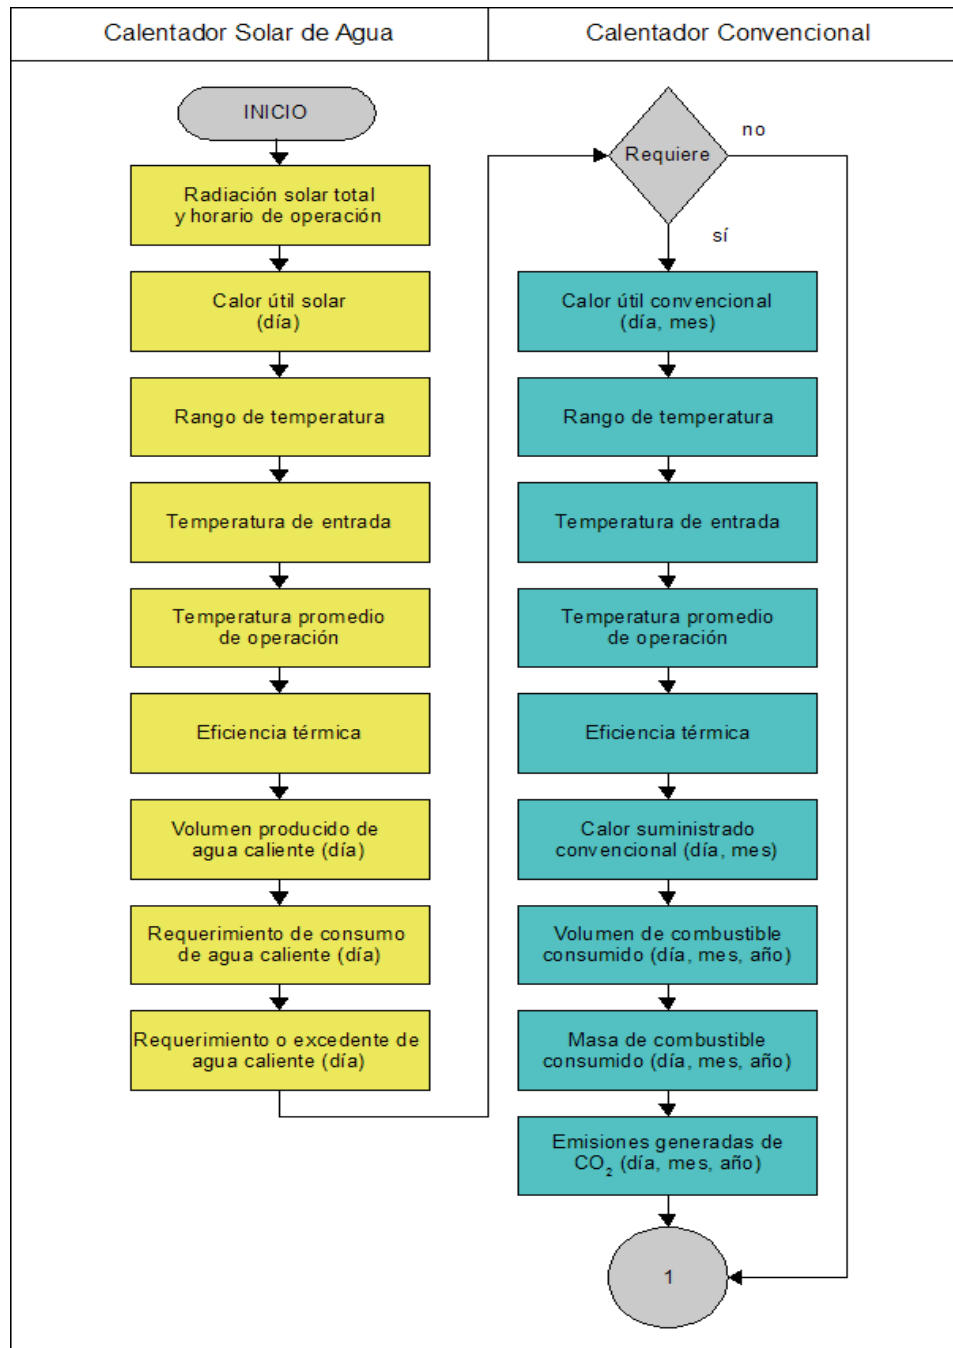 Calentador Solar de Agua
Calentador Convencional
INICIO
Radiación solar total
y horario de operación
Calor útil solar
(día)
Rango de temperatura
Temperatura de entrada
Temperatura promedio
de operación
Eficiencia térmica
Volumen producido de
agua caliente (día)
Requerimiento de consumo
de agua caliente (día)
Requerimiento o excedente de
agua caliente (día)
Requiere
no
sí
Calor útil convencional
(día, mes)
Rango de temperatura
Temperatura de entrada
Temperatura promedio
de operación
Eficiencia térmica
Calor suministrado
convencional (día, mes)
Volumen de combustible
consumido (día, mes, año)
Masa de combustible
consumido (día, mes, año)
Emisiones generadas de
CO₂ (día, mes, año)
1